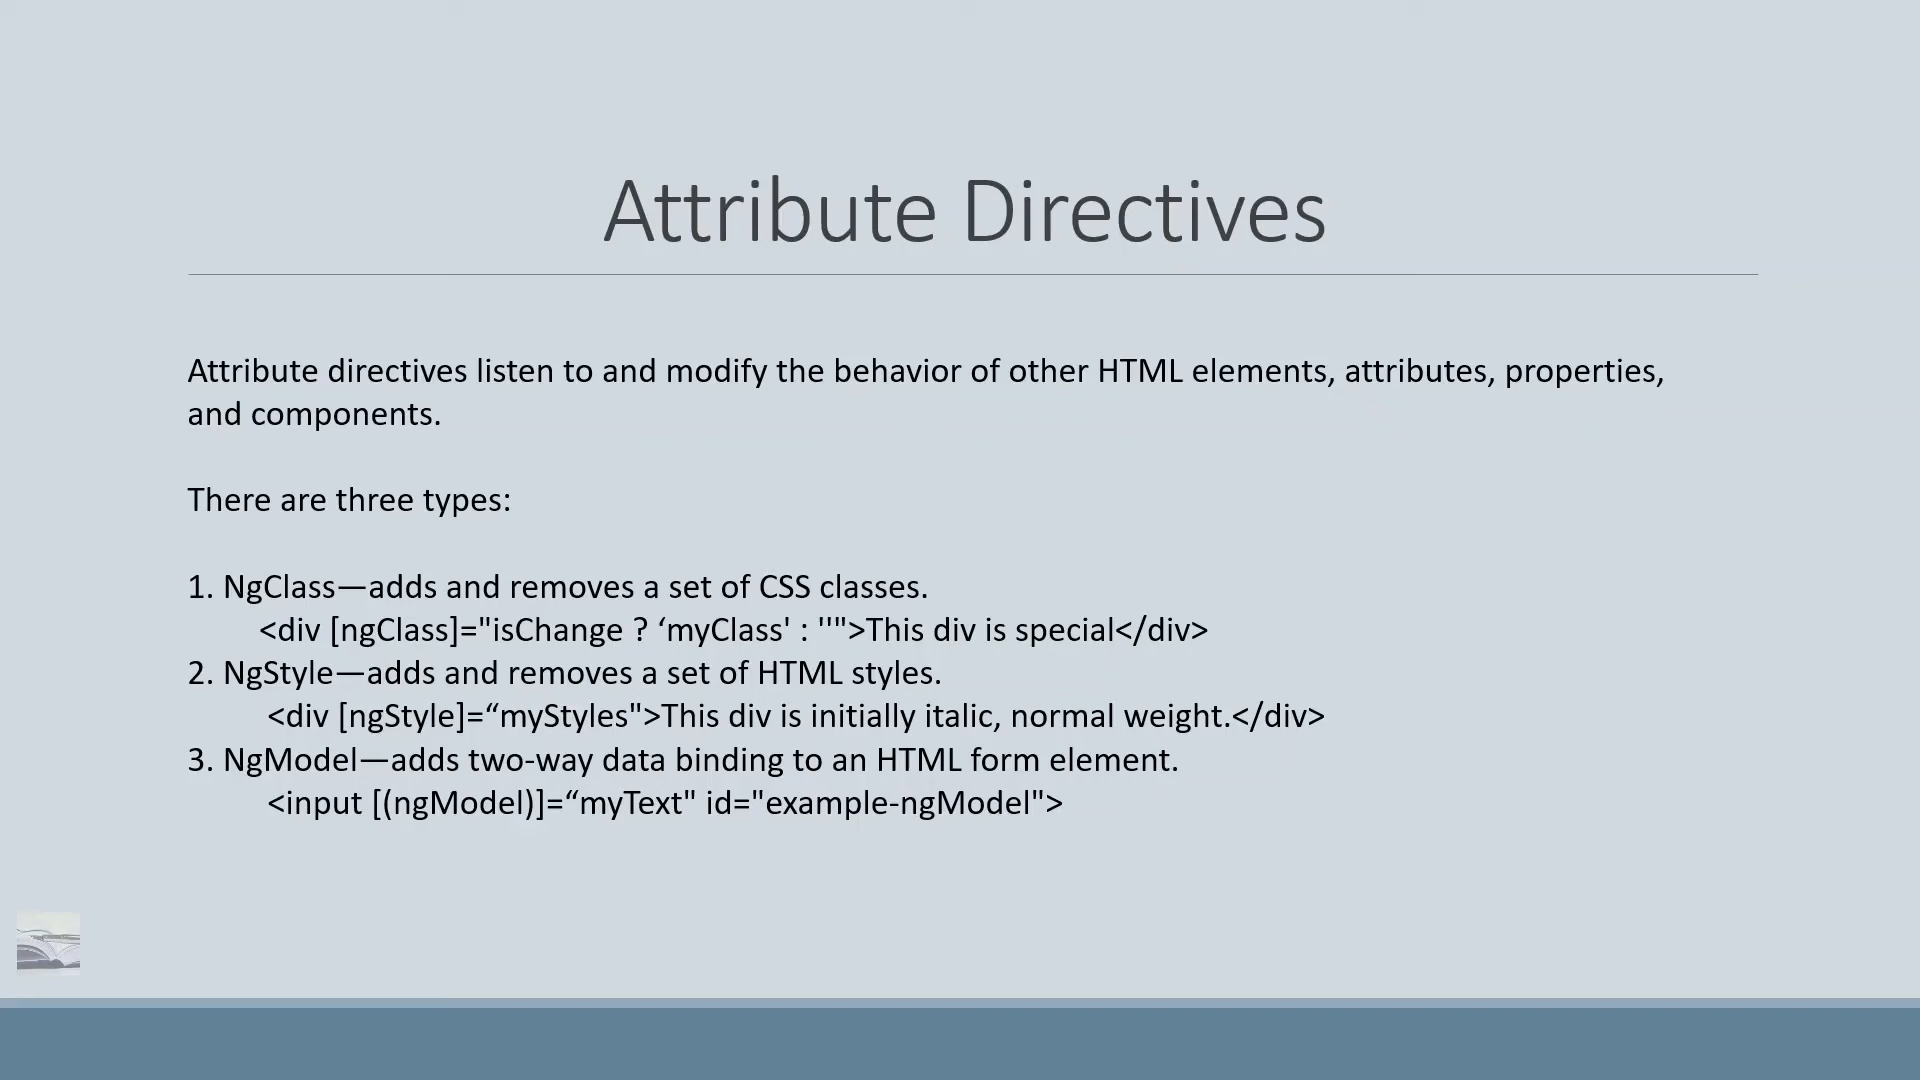 Attribute Directives
Attribute directives listen to and modify the behavior of other HTML elements, attributes, properties,
and components.
There are three types:
1. NgClass—adds and removes a set of CSS classes.
<div [ngClass]="isChange ? ‘myClass' : ''">This div is special</div>
2. NgStyle—adds and removes a set of HTML styles.
<div [ngStyle]=“myStyles">This div is initially italic, normal weight.</div>
3. NgModel—adds two-way data binding to an HTML form element.
<input [(ngModel)]=“myText" id="example-ngModel">